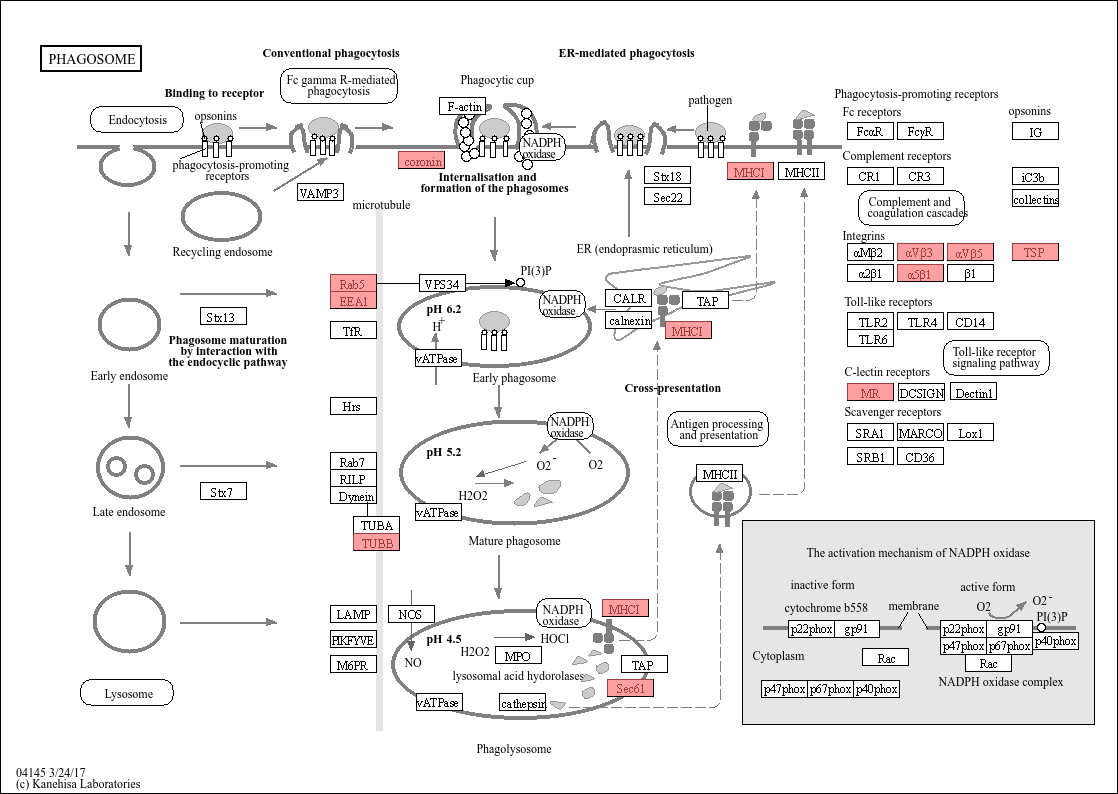 PHAGOSOME
Conventional phagocytosis
ER-mediated phagocytosis
Binding to receptor
Fc gamma R-mediated
phagocytosis
Phagocytic cup
Endocytosis
opsonins
F-actin
pathogen
phagocytosis-promoting
receptors
coronin
NADPH
oxidase
Internalisation and
formation of the phagosomes
VAMP3
microtubule
Recycling endosome
Stx18
Sec22
MHCI
MHCII
Phagocytosis-promoting receptors
Fc receptors
opsonins
FcαR
FcγR
IG
Complement receptors
CR1
CR3
iC3b
collectins
Complement and
coagulation cascades
Integrins
αMβ2
αVβ3
αVβ5
TSP
α2β1
α5β1
β1
Toll-like receptors
TLR2
TLR4
CD14
TLR6
Toll-like receptor
signaling pathway
C-lectin receptors
MR
DCSIGN
Dectin1
Scavenger receptors
SRA1
MARCO
Lox1
SRB1
CD36
ER (endoprasmic reticulum)
Rab5
EEA1
VPS34
PI(3)P
NADPH
oxidase
CALR
calnexin
TAP
MHCI
pH 6.2
H+
vATPase
Early phagosome
Stx13
TfR
Phagosome maturation
by interaction with
the endocyclic pathway
Early endosome
Cross-presentation
Hrs
NADPH
oxidase
Antigen processing
and presentation
pH 5.2
O2-
O2
H2O2
vATPase
Mature phagosome
Rab7
RILP
Dynein
TUBA
TUBB
Stx7
Late endosome
MHCII
LAMP
PIKFYVE
M6PR
NOS
NO
NADPH
oxidase
MHCI
pH 4.5
HOCl
H2O2
MPO
lysosomal acid hydorolases
TAP
Sec61
vATPase
cathepsin
Phagolysosome
Lysosome
The activation mechanism of NADPH oxidase
inactive form
active form
cytochrome b558
membrane
O2
O2-
PI(3)P
p22phox
gp91
p22phox
gp91
p47phox
p67phox
p40phox
Rac
Cytoplasm
Rac
NADPH oxidase complex
p47phox
p67phox
p40phox
04145 3/24/17
(c) Kanehisa Laboratories